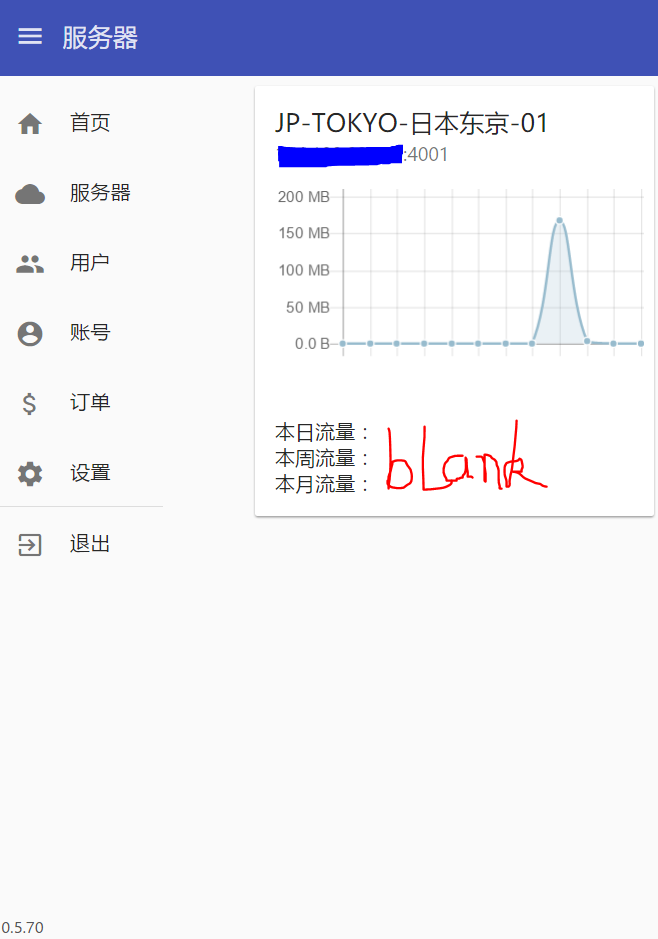 服务器
首页
服务器
用户
账号
订单
设置
退出
JP-TOKYO-日本东京-01
:4001
200 MB
150 MB
100 MB
50 MB
0.0 B
本日流量：
本周流量：
本月流量：
blank
0.5.70